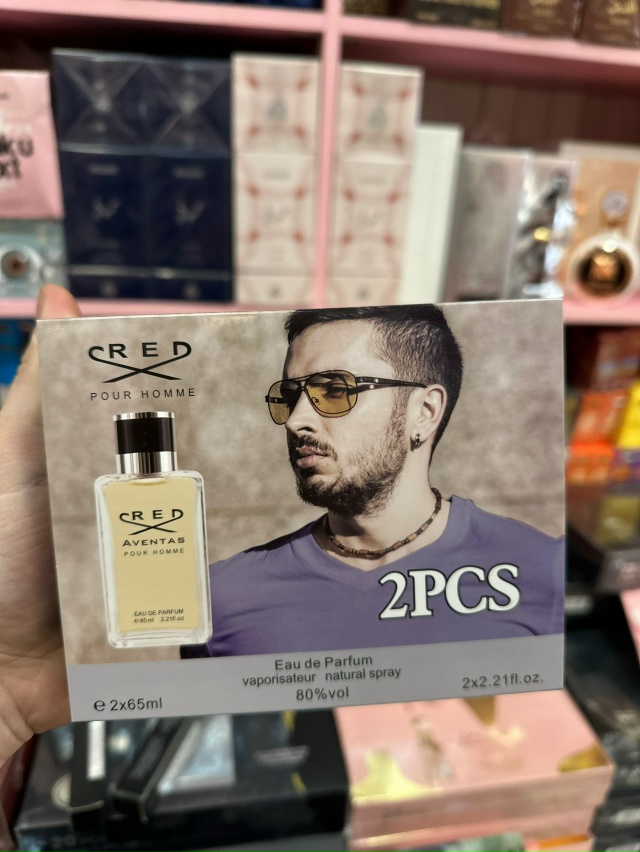 CRED
POUR HOMME
CRED
AVENTAS
POUR HOMME
EAU DE PARFUM
e 65ml 2.21fl.oz
2PCS
Eau de Parfum
vaporisateur natural spray
80%vol
e 2x65ml
2x2.21fl.oz.